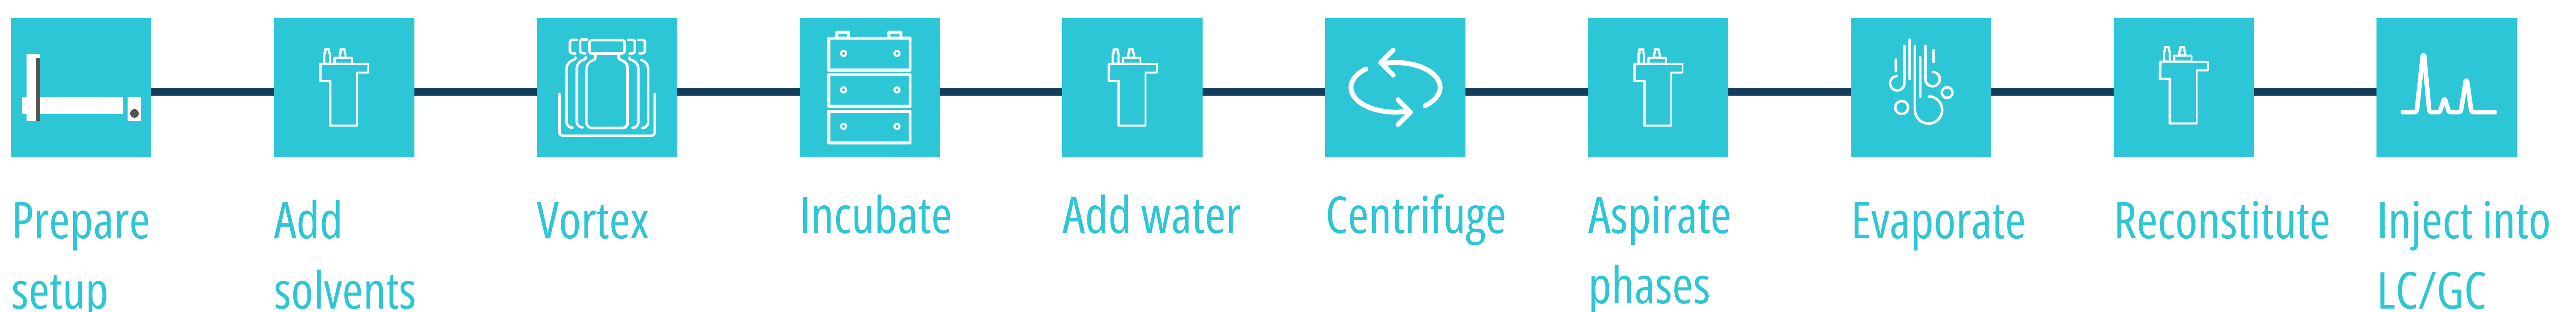 Prepare
setup
Add
solvents
Vortex
Incubate
Add water
Centrifuge
Aspirate
phases
Evaporate
Reconstitute
Inject into
LC/GC